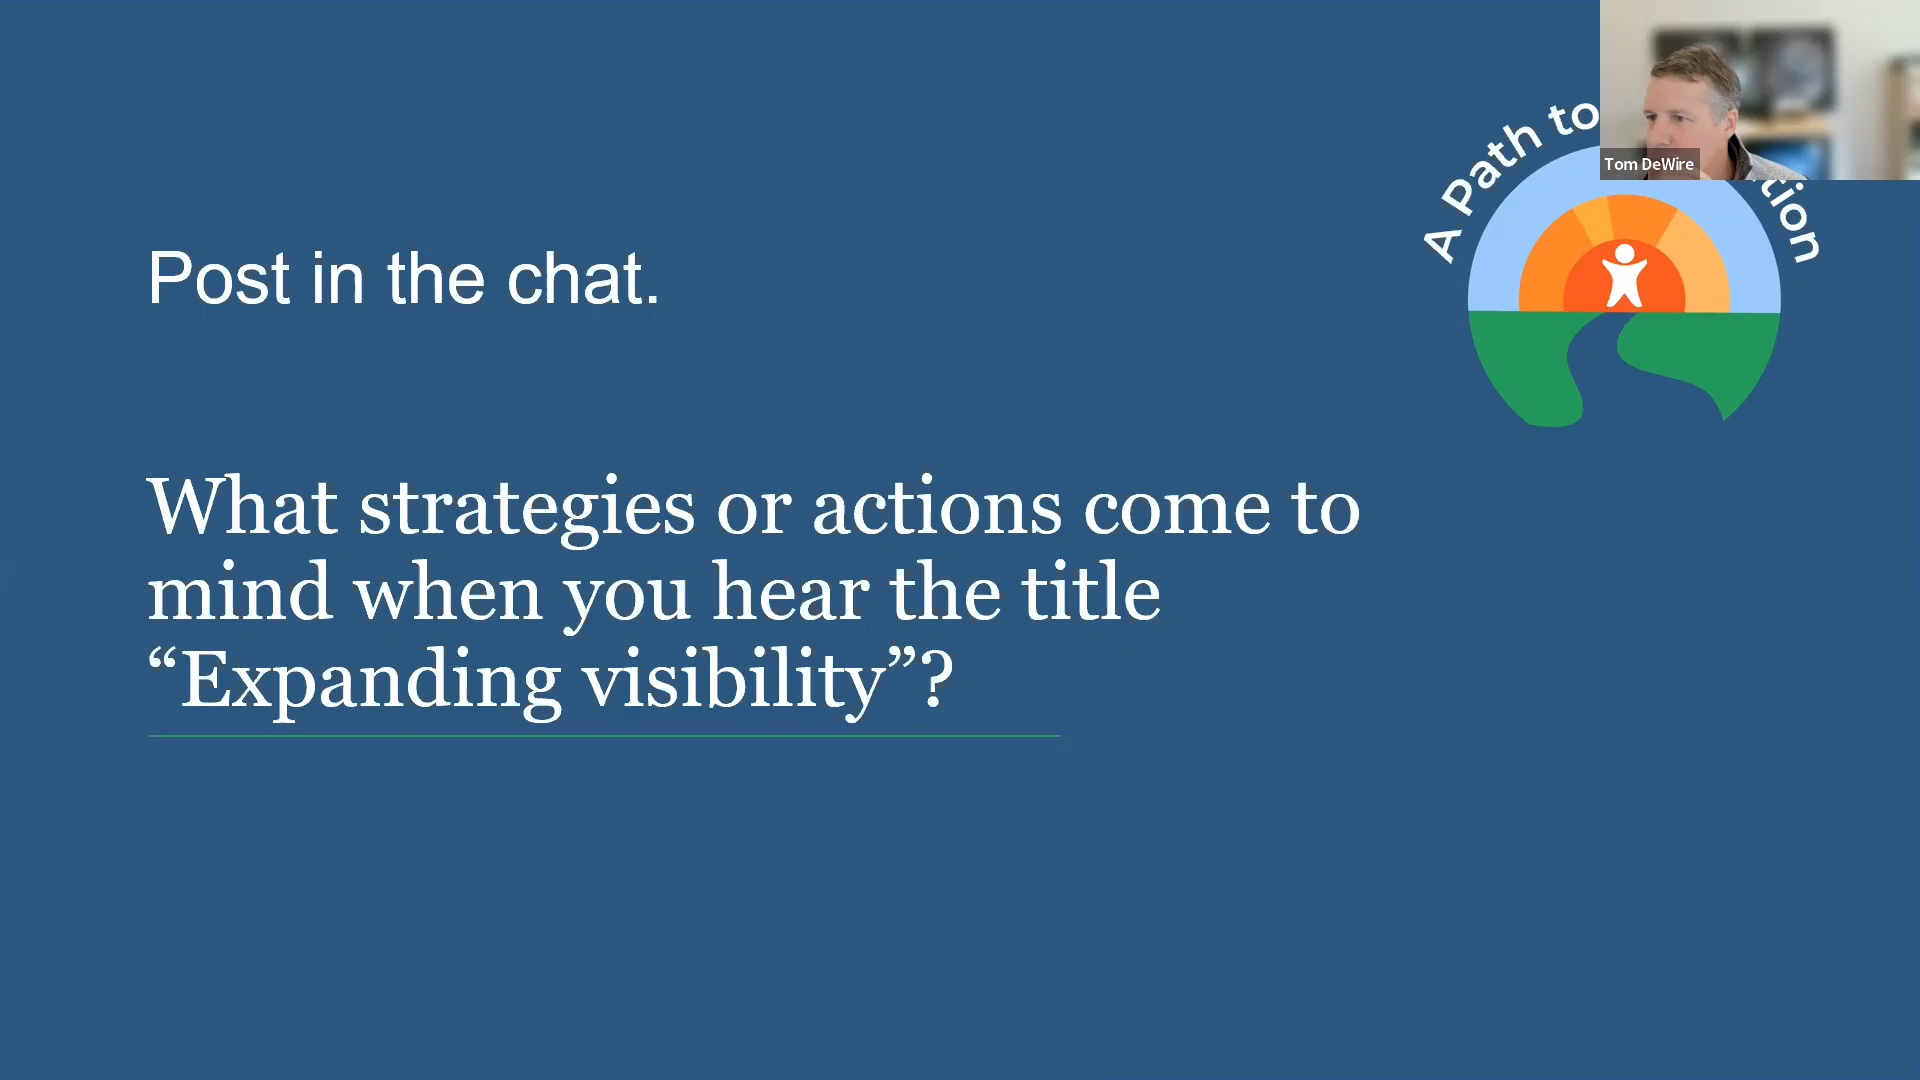 Post in the chat.
What strategies or actions come to
mind when you hear the title
“Expanding visibility”?
A Path to
Tom DeWire